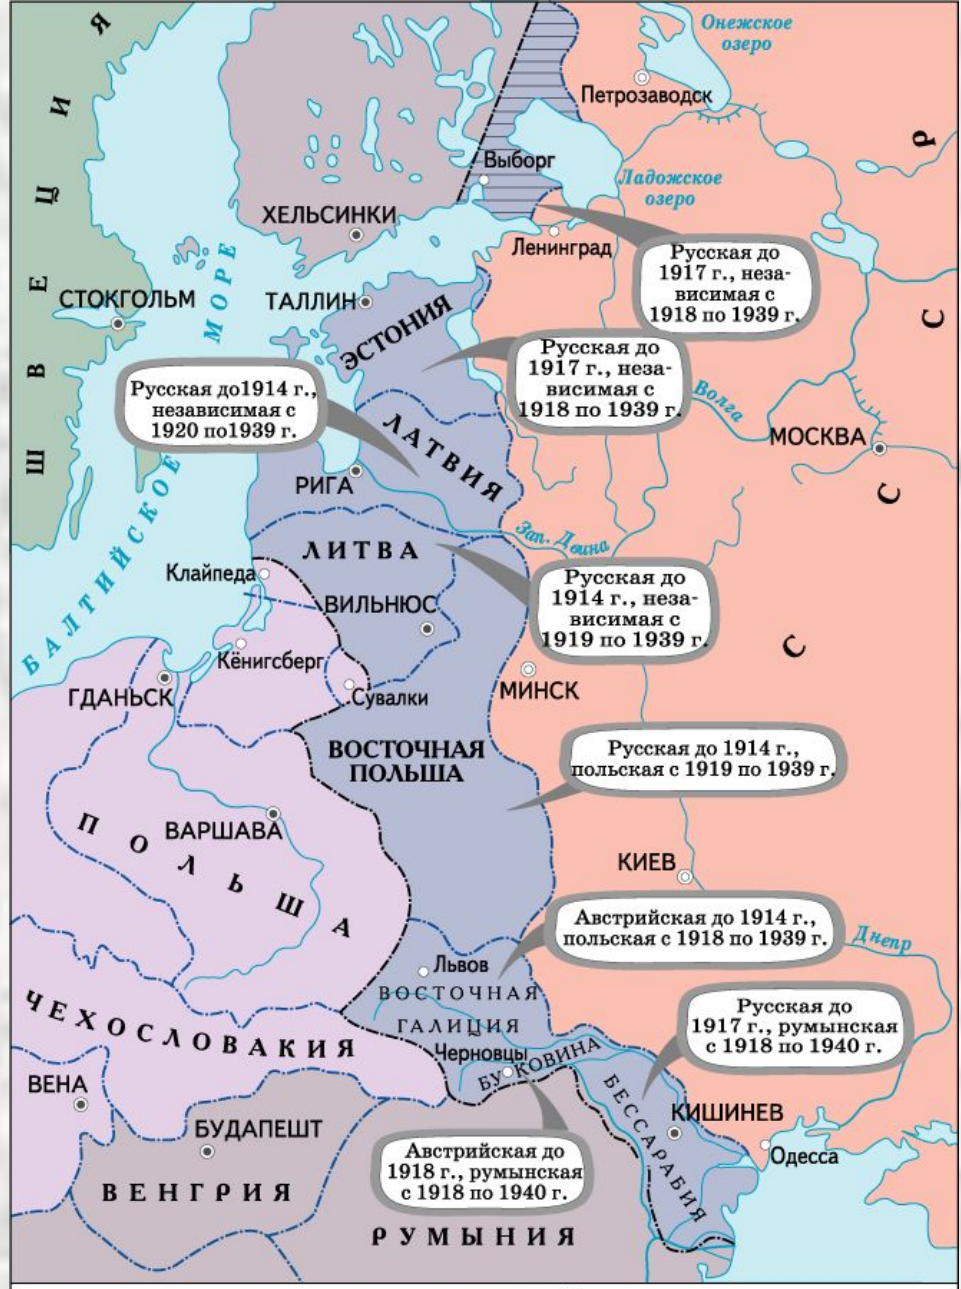 Онежское
озеро
Петрозаводск
Выборг
Ладожское
озеро
ШВЕЦИЯ
СССР
ХЕЛЬСИНКИ
Ленинград
Русская до
1917 г., неза-
висимая с
1918 по 1939 г.
СТОКГОЛЬМ
ТАЛЛИН
ЭСТОНИЯ
Русская до
1917 г., неза-
висимая с
1918 по 1939 г.
Русская до1914 г.,
независимая с
1920 по1939 г.
Волга
МОСКВА
ЛАТВИЯ
РИГА
БАЛТИЙСКОЕ МОРЕ
Зап. Двина
ЛИТВА
Клайпеда
Русская до
1914 г., неза-
висимая с
1919 по 1939 г.
ВИЛЬНЮС
Кёнигсберг
ГДАНЬСК
Сувалки
МИНСК
ВОСТОЧНАЯ
ПОЛЬША
Русская до 1914 г.,
польская с 1919 по 1939 г.
ВАРШАВА
ПОЛЬША
КИЕВ
Австрийская до 1914 г.,
польская с 1918 по 1939 г.
Днепр
Львов
ВОСТОЧНАЯ
ГАЛИЦИЯ
Русская до
1917 г., румынская
с 1918 по 1940 г.
ЧЕХОСЛОВАКИЯ
Черновцы
БУКОВИНА
БЕССАРАБИЯ
ВЕНА
КИШИНЕВ
БУДАПЕШТ
Одесса
Австрийская до
1918 г., румынская
с 1918 по 1940 г.
ВЕНГРИЯ
РУМЫНИЯ